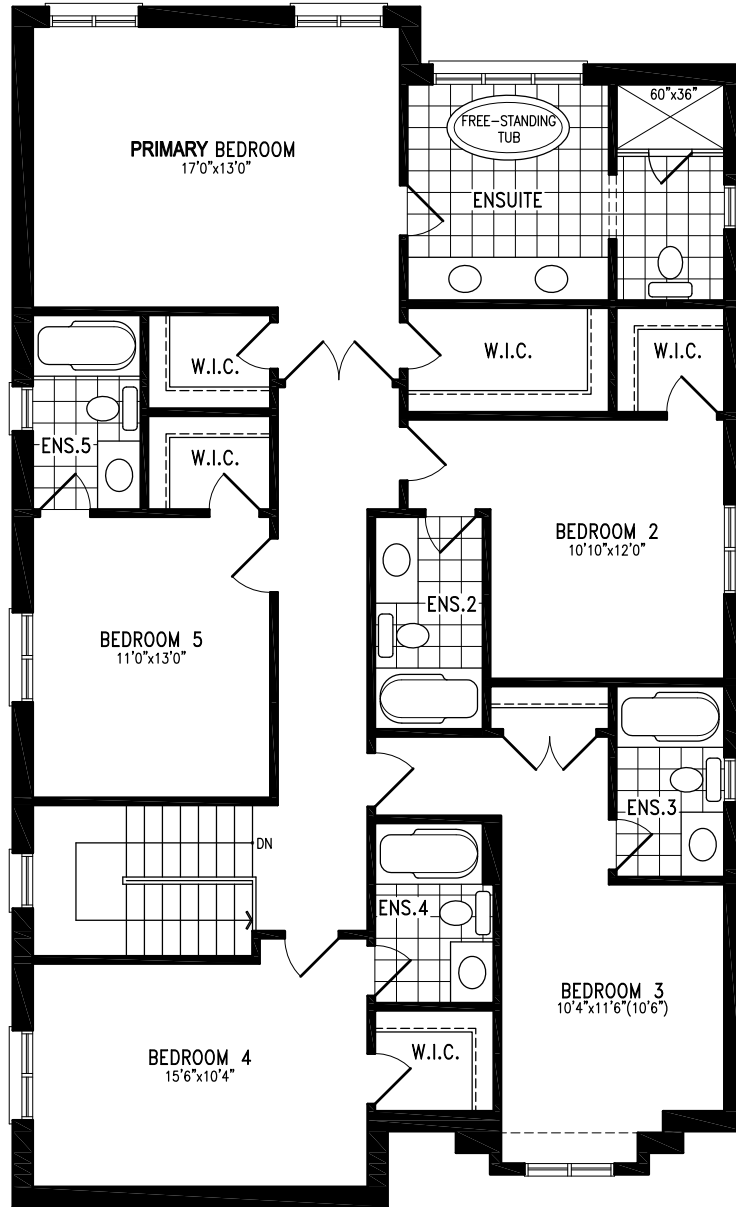 60"x36"
FREE-STANDING
TUB
PRIMARY BEDROOM
17'0"x13'0"
ENSUITE
W.I.C.
W.I.C.
W.I.C.
ENS.5
W.I.C.
BEDROOM 2
10'10"x12'0"
ENS.2
BEDROOM 5
11'0"x13'0"
ENS.3
DN
ENS.4
BEDROOM 3
10'4"x11'6"(10'6")
W.I.C.
BEDROOM 4
15'6"x10'4"